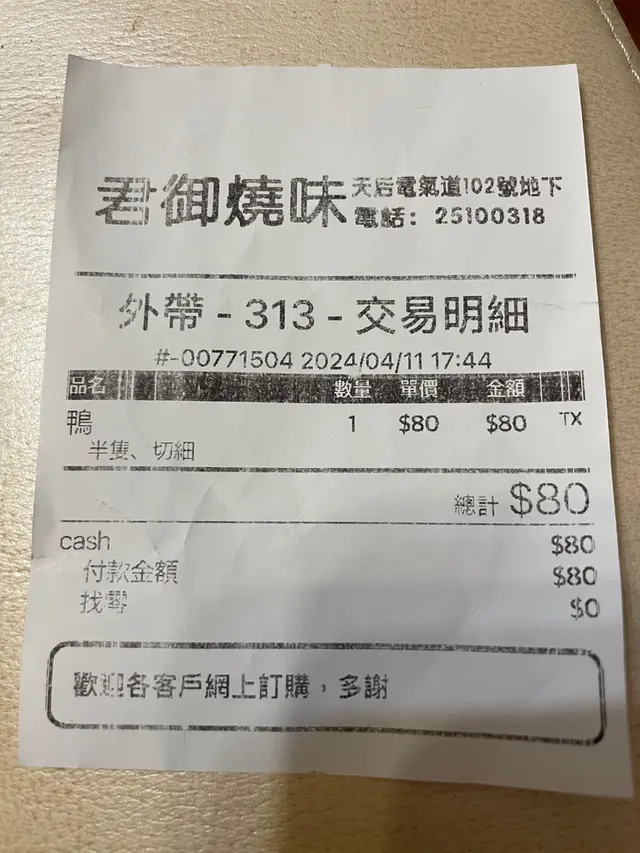 君御燒味 天后電氣道102號地下
電話: 25100318
外帶 - 313 - 交易明細
#-00771504 2024/04/11 17:44
品名 數量 單價 金額
鴨 1 $80 $80 TX
半隻、切細
總計 $80
cash $80
付款金額 $80
找零 $0
歡迎各客戶網上訂購，多謝